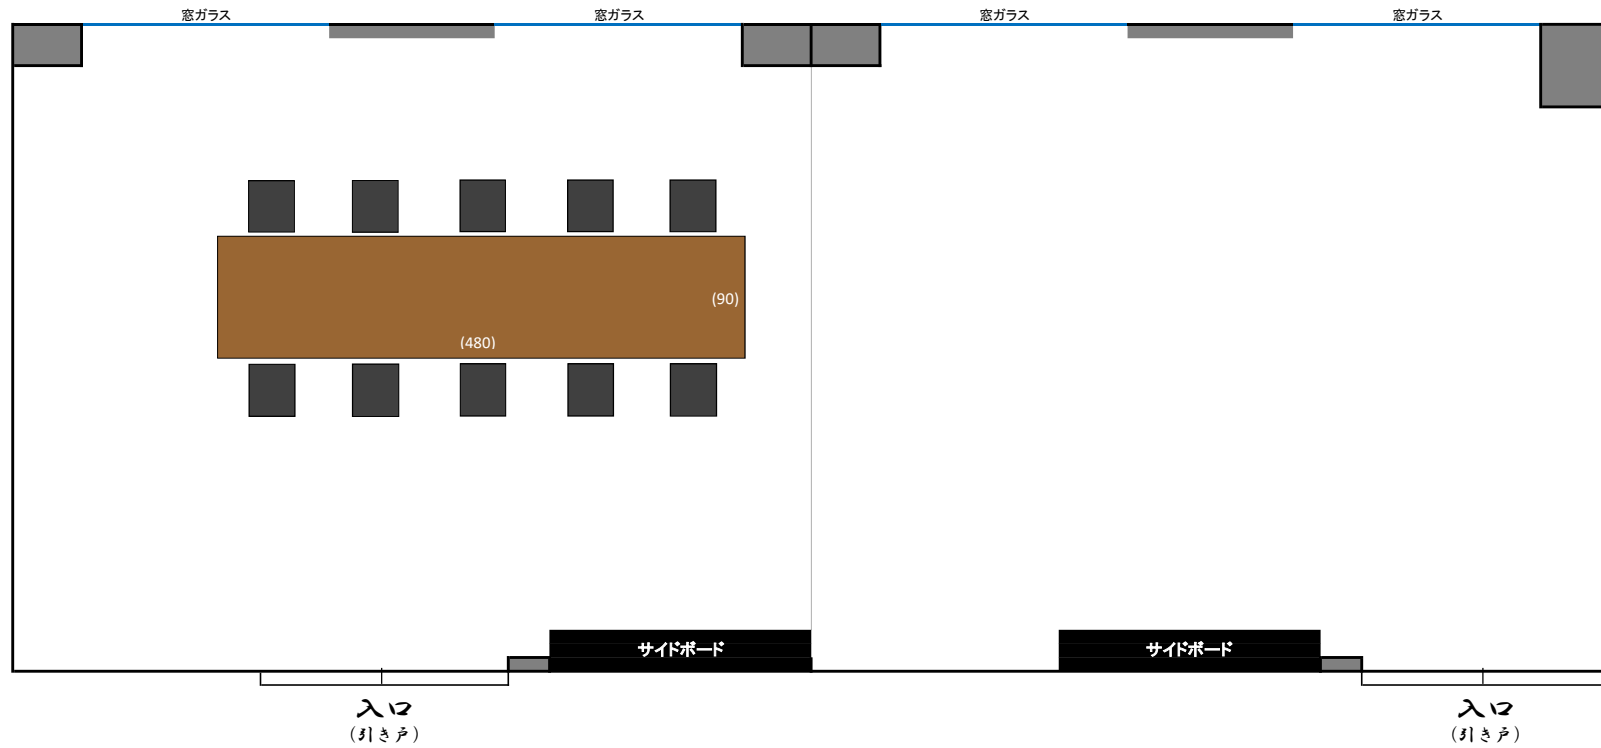 窓ガラス
窓ガラス
窓ガラス
窓ガラス
(90)
(480)
サイドボード
サイドボード
入口
(引き戸)
入口
(引き戸)